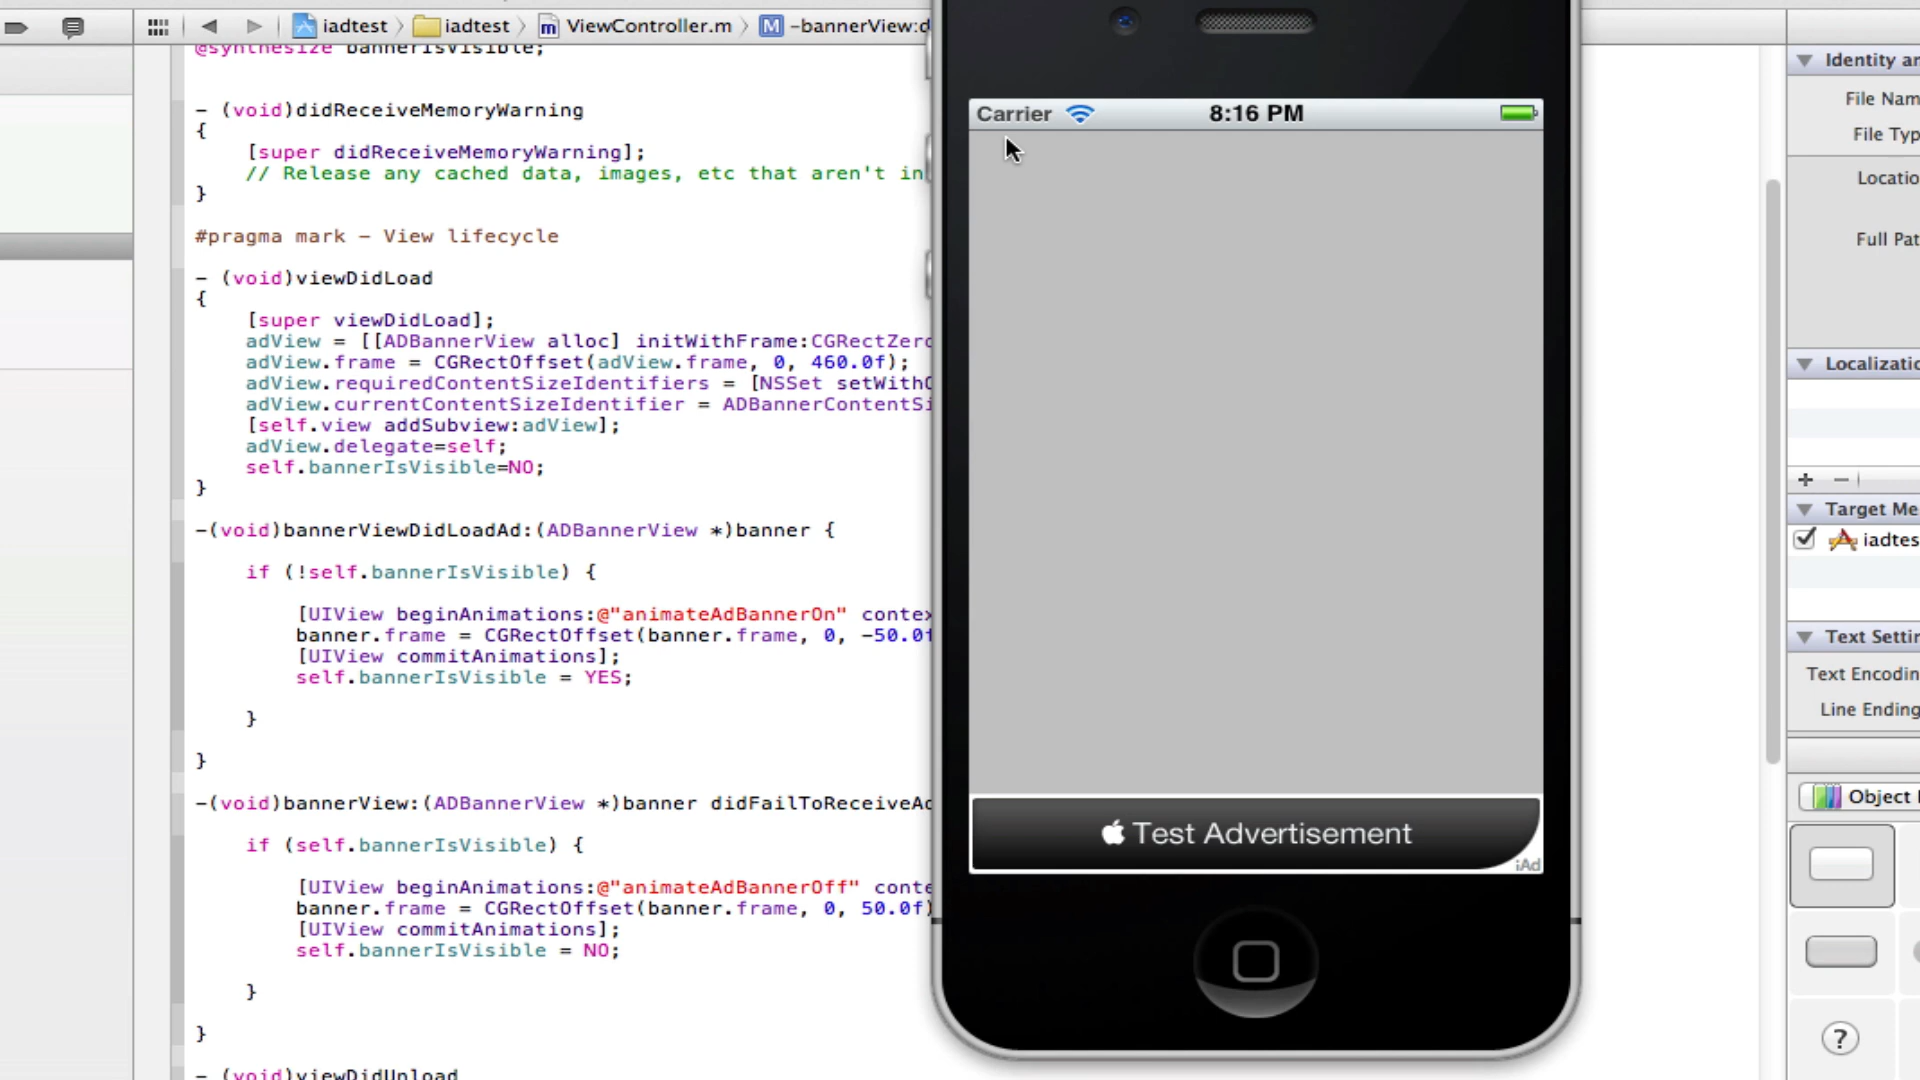 iadtest
iadtest
ViewController.m
M
-bannerView:d
@synthesize bannerIsVisible;
- (void)didReceiveMemoryWarning
{
[super didReceiveMemoryWarning];
// Release any cached data, images, etc that aren't in
}
#pragma mark - View lifecycle
- (void)viewDidLoad
{
[super viewDidLoad];
adView = [[ADBannerView alloc] initWithFrame:CGRectZero
adView.frame = CGRectOffset(adView.frame, 0, 460.0f);
adView.requiredContentSizeIdentifiers = [NSSet setWithO
adView.currentContentSizeIdentifier = ADBannerContentSi
[self.view addSubview:adView];
adView.delegate=self;
self.bannerIsVisible=NO;
}
-(void)bannerViewDidLoadAd:(ADBannerView *)banner {
if (!self.bannerIsVisible) {
[UIView beginAnimations:@"animateAdBannerOn" contex
banner.frame = CGRectOffset(banner.frame, 0, -50.0f
[UIView commitAnimations];
self.bannerIsVisible = YES;
}
}
-(void)bannerView:(ADBannerView *)banner didFailToReceiveAd
if (self.bannerIsVisible) {
[UIView beginAnimations:@"animateAdBannerOff" conte
banner.frame = CGRectOffset(banner.frame, 0, 50.0f)
[UIView commitAnimations];
self.bannerIsVisible = NO;
}
}
- (void)viewDidUnload
Carrier
8:16 PM
Test Advertisement
iAd
Identity an
File Nam
File Typ
Locatio
Full Pat
Localizatio
Target Me
iadtes
Text Settin
Text Encodin
Line Ending
Object
?